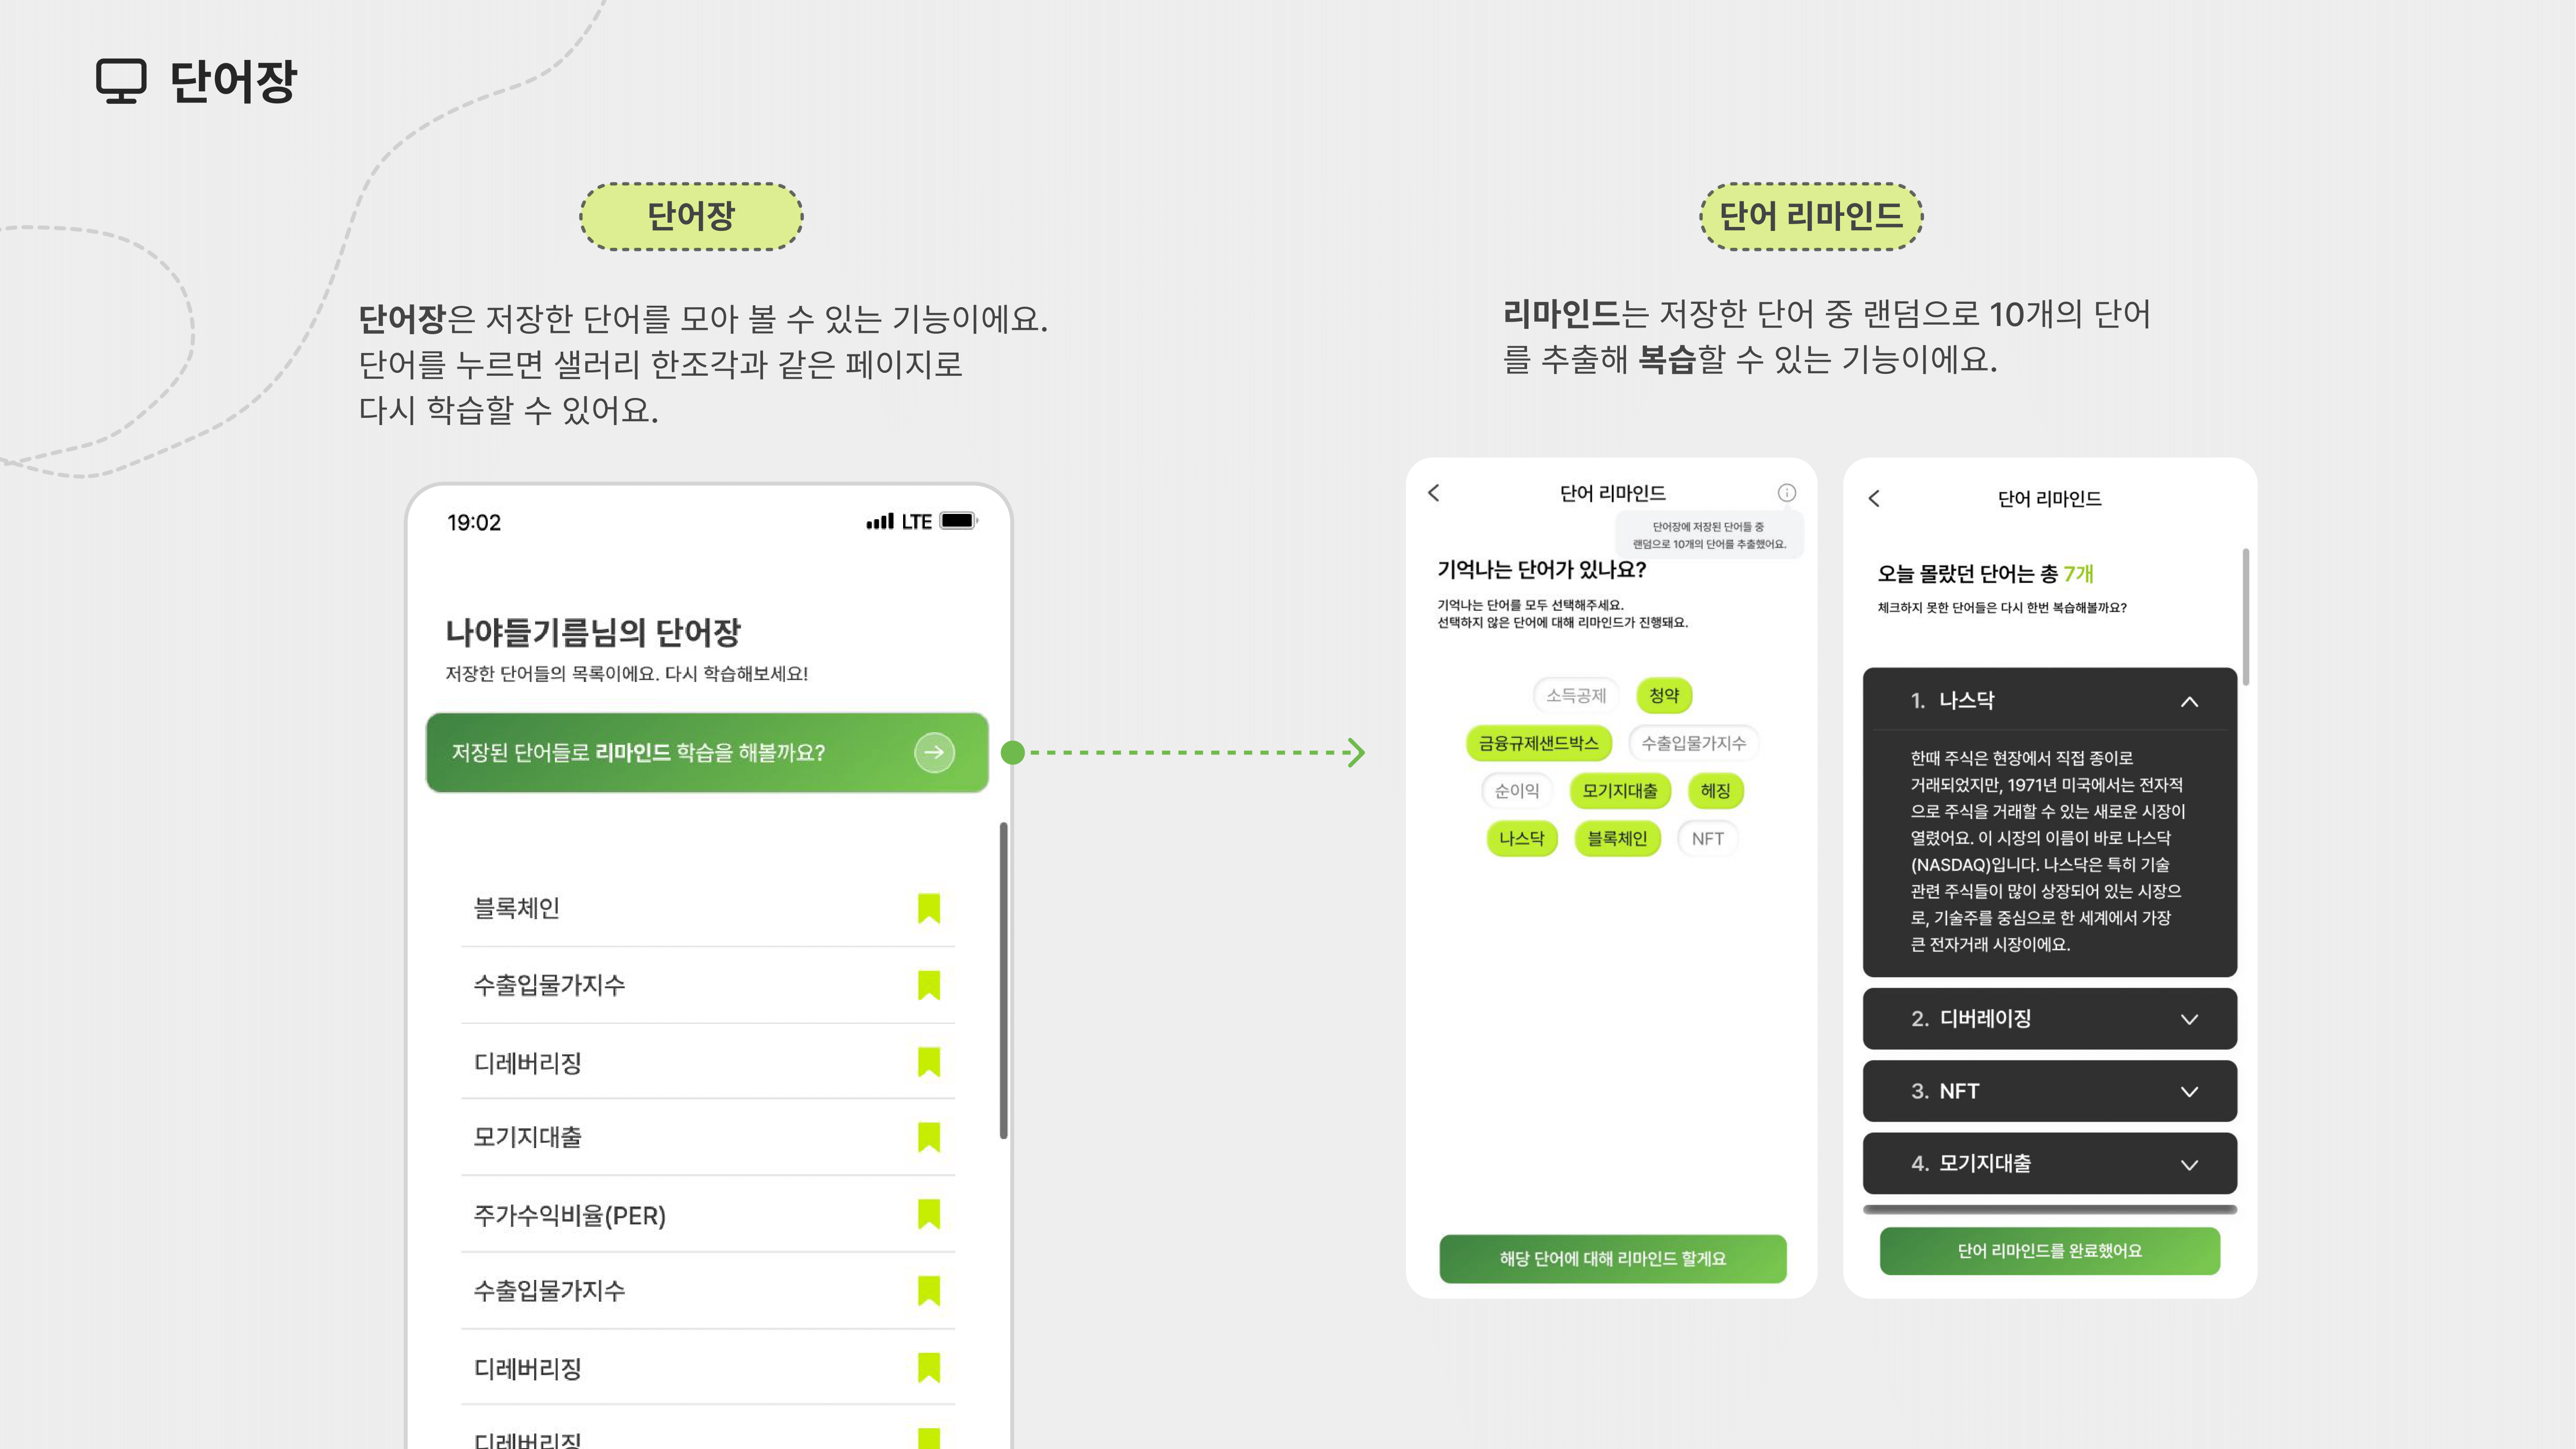 단어장
단어장
단어장은 저장한 단어를 모아 볼 수 있는 기능이에요.
단어를 누르면 샐러리 한조각과 같은 페이지로
다시 학습할 수 있어요.
19:02
LTE
나야들기름님의 단어장
저장한 단어들의 목록이에요. 다시 학습해보세요!
저장된 단어들로 리마인드 학습을 해볼까요?
블록체인
수출입물가지수
디레버리징
모기지대출
주가수익비율(PER)
수출입물가지수
디레버리징
디레버리징
단어 리마인드
리마인드는 저장한 단어 중 랜덤으로 10개의 단어
를 추출해 복습할 수 있는 기능이에요.
단어 리마인드
단어장에 저장된 단어들 중
랜덤으로 10개의 단어를 추출했어요.
기억나는 단어가 있나요?
기억나는 단어를 모두 선택해주세요.
선택하지 않은 단어에 대해 리마인드가 진행돼요.
소득공제 청약
금융규제샌드박스 수출입물가지수
순이익 모기지대출 헤징
나스닥 블록체인 NFT
해당 단어에 대해 리마인드 할게요
단어 리마인드
오늘 몰랐던 단어는 총 7개
체크하지 못한 단어들은 다시 한번 복습해볼까요?
1. 나스닥
한때 주식은 현장에서 직접 종이로
거래되었지만, 1971년 미국에서는 전자적
으로 주식을 거래할 수 있는 새로운 시장이
열렸어요. 이 시장의 이름이 바로 나스닥
(NASDAQ)입니다. 나스닥은 특히 기술
관련 주식들이 많이 상장되어 있는 시장으
로, 기술주를 중심으로 한 세계에서 가장
큰 전자거래 시장이에요.
2. 디버레이징
3. NFT
4. 모기지대출
단어 리마인드를 완료했어요